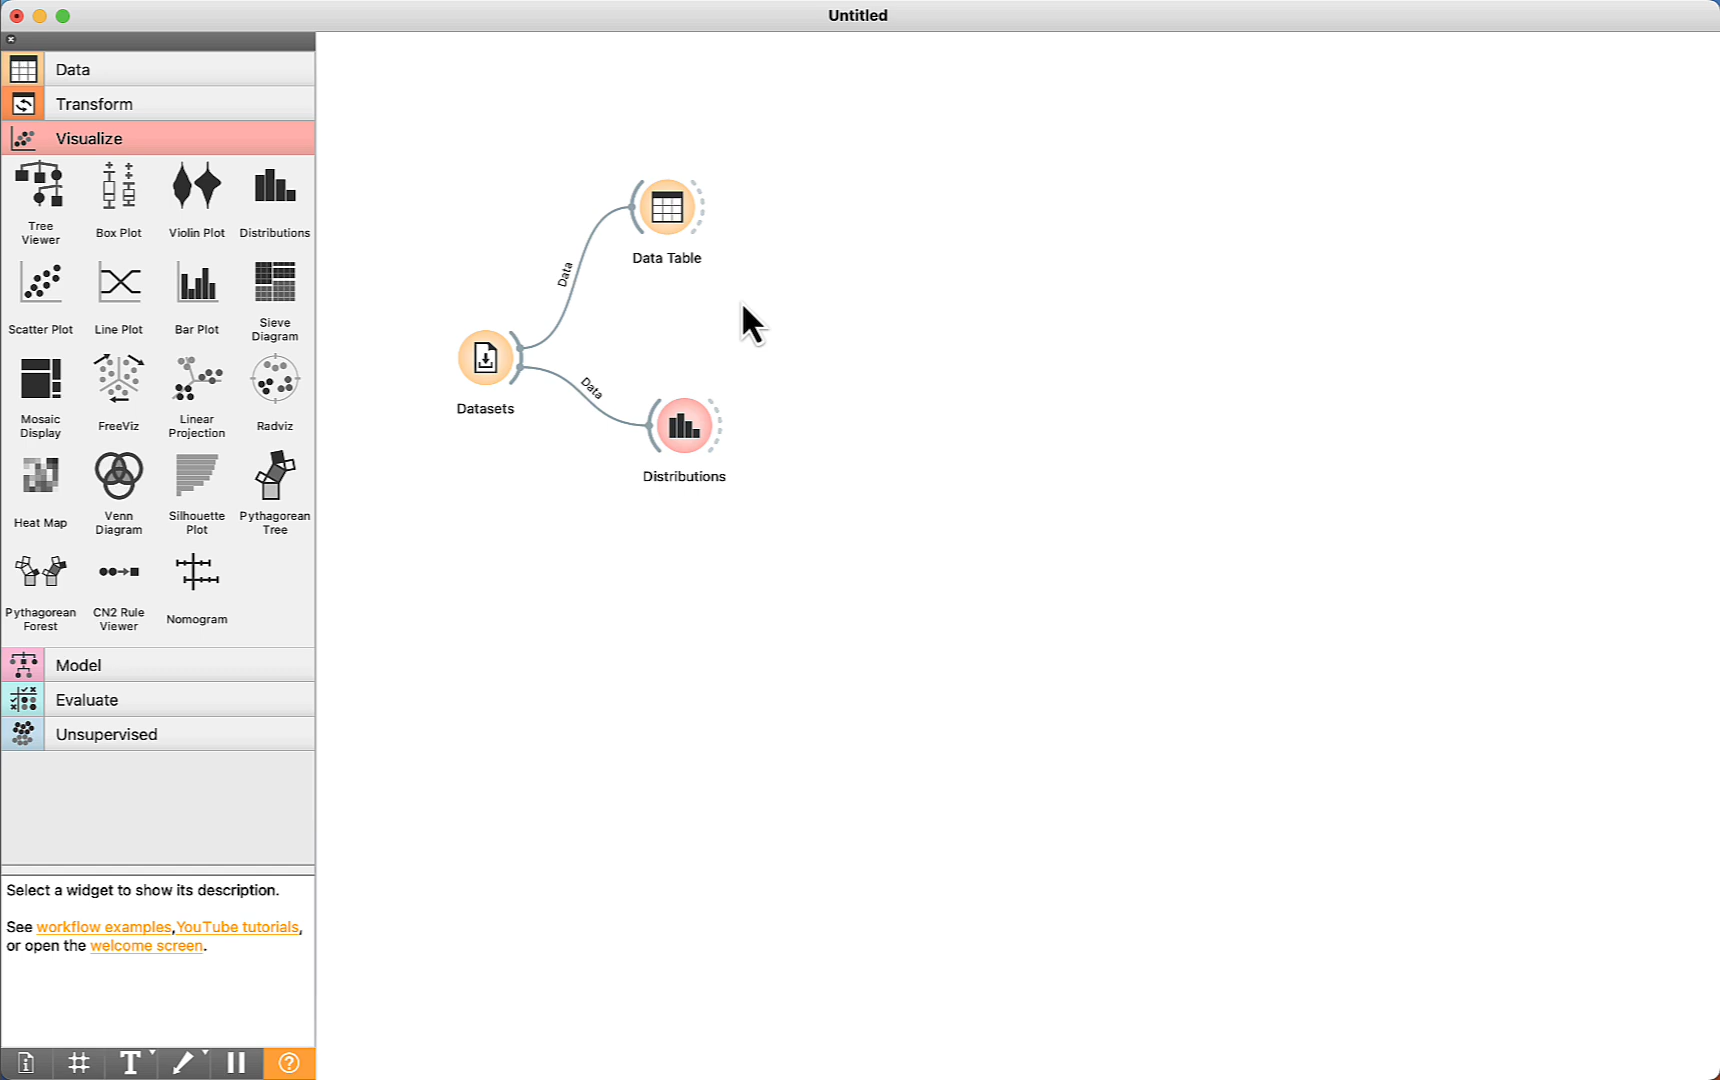 Untitled
Data
Transform
Visualize
Tree
Viewer
Box Plot
Violin Plot
Distributions
Scatter Plot
Line Plot
Bar Plot
Sieve
Diagram
Mosaic
Display
FreeViz
Linear
Projection
Radviz
Heat Map
Venn
Diagram
Silhouette
Plot
Pythagorean
Tree
Pythagorean
Forest
CN2 Rule
Viewer
Nomogram
Model
Evaluate
Unsupervised
Select a widget to show its description.
See workflow examples,YouTube tutorials,
or open the welcome screen.
Data Table
Data
Datasets
Data
Distributions